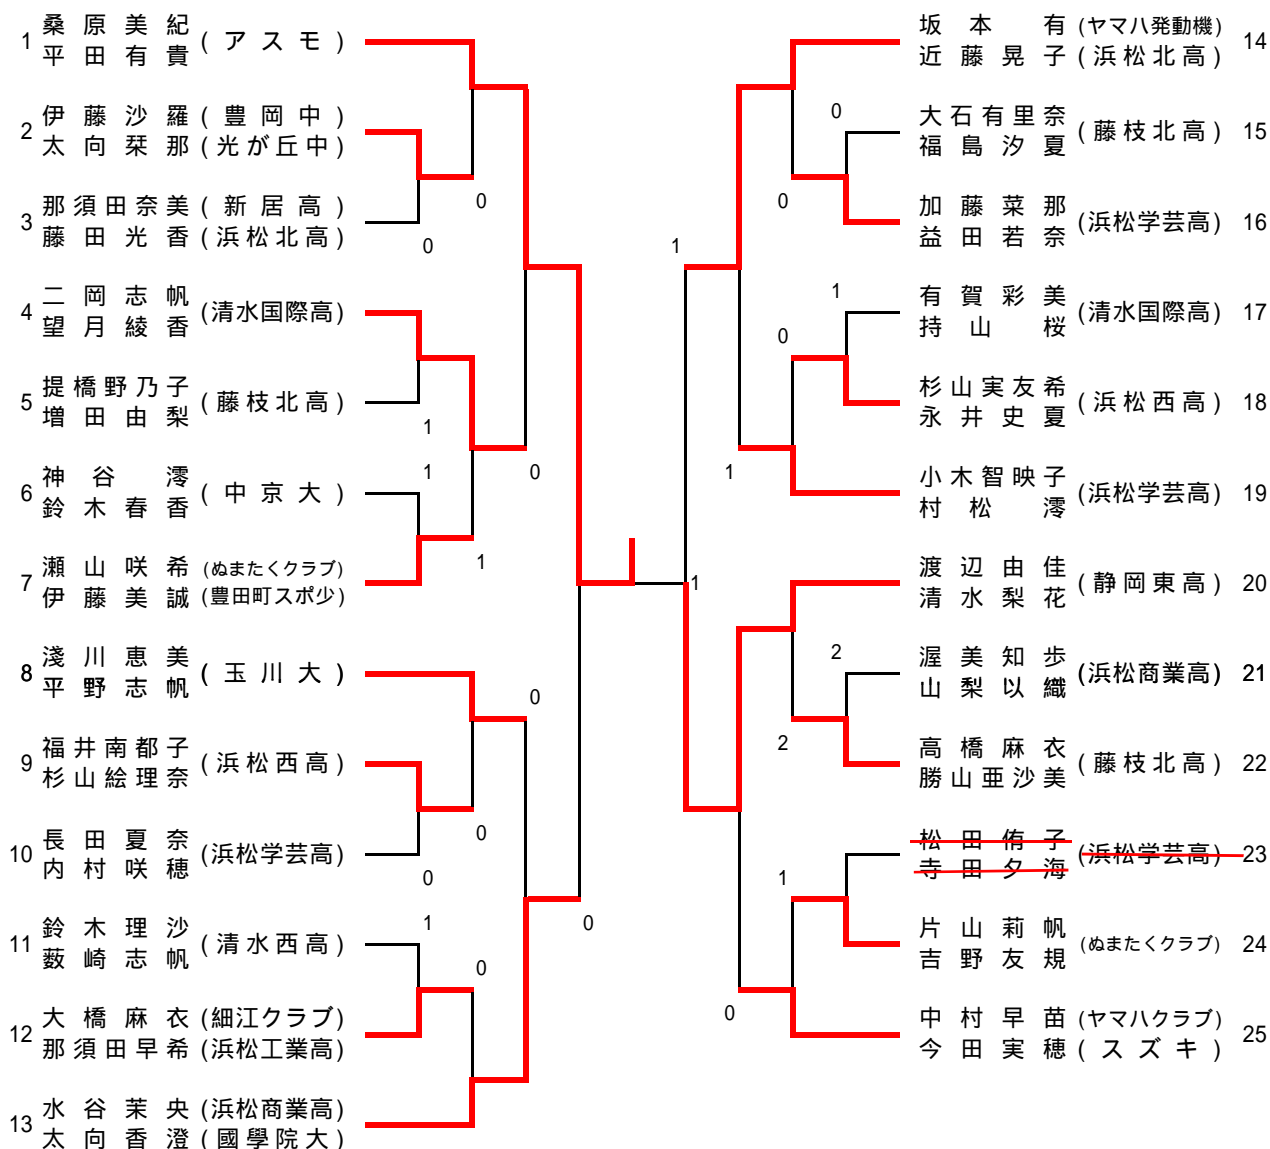 1 桑原美紀 (アスモ)
平田有貴
2 伊藤沙羅 (豊岡中)
太向栞那 (光が丘中)
0
3 那須田奈美 (新居高)
藤田光香 (浜松北高)
0
4 二岡志帆 (清水国際高)
望月綾香
5 提橋野乃子 (藤枝北高)
増田由梨
1
1
0
6 神谷澪 (中京大)
鈴木春香
1
7 瀬山咲希 (ぬまたくクラブ)
伊藤美誠 (豊田町スポ少)
8 淺川恵美 (玉川大)
平野志帆
0
9 福井南都子 (浜松西高)
杉山絵理奈
0
10 長田夏奈 (浜松学芸高)
内村咲穂
0
1
0
11 鈴木理沙 (清水西高)
薮崎志帆
0
12 大橋麻衣 (細江クラブ)
那須田早希 (浜松工業高)
13 水谷茉央 (浜松商業高)
太向香澄 (國學院大)
坂本有 (ヤマハ発動機) 14
近藤晃子 (浜松北高)
0
大石有里奈 (藤枝北高) 15
福島汐夏
0
加藤菜那 (浜松学芸高) 16
益田若奈
1
1
有賀彩美 (清水国際高) 17
持山桜
0
杉山実友希 (浜松西高) 18
永井史夏
1
小木智映子 (浜松学芸高) 19
村松澪
1
渡辺由佳 (静岡東高) 20
清水梨花
2
渥美知歩 (浜松商業高) 21
山梨以織
2
高橋麻衣 (藤枝北高) 22
勝山亜沙美
松田侑子 (浜松学芸高) 23
寺田夕海
1
片山莉帆 (ぬまたくクラブ) 24
吉野友規
0
中村早苗 (ヤマハクラブ) 25
今田実穂 (スズキ)